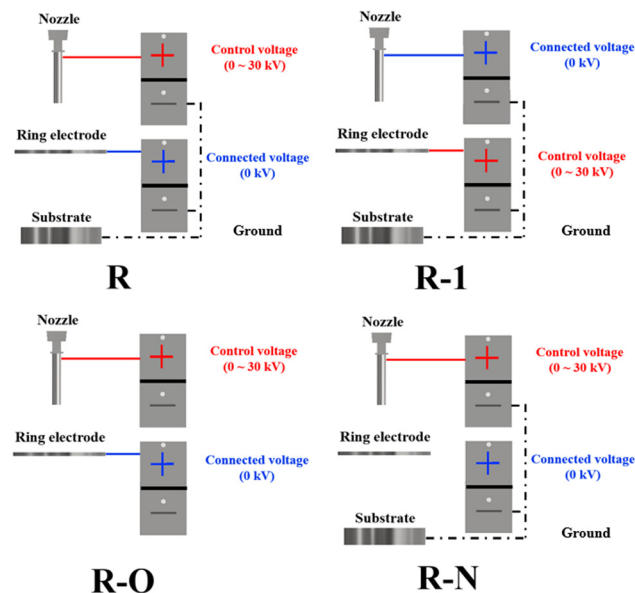 Nozzle
Control voltage
(0 ~ 30 kV)
Ring electrode
Connected voltage
(0 kV)
Substrate
Ground
R
Nozzle
Connected voltage
(0 kV)
Ring electrode
Control voltage
(0 ~ 30 kV)
Substrate
Ground
R-1
Nozzle
Control voltage
(0 ~ 30 kV)
Ring electrode
Connected voltage
(0 kV)
R-O
Nozzle
Control voltage
(0 ~ 30 kV)
Ring electrode
Connected voltage
(0 kV)
Substrate
Ground
R-N